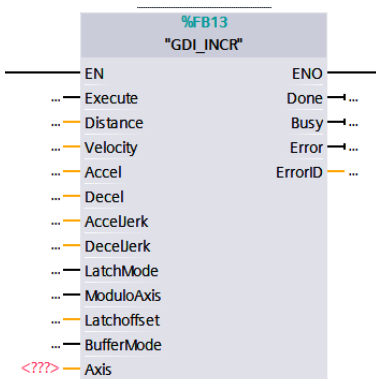 %FB13
"GDI_INCR"
EN ENO
... Execute Done ...
... Distance Busy ...
... Velocity Error ...
... Accel ErrorID ...
... Decel
... AccelJerk
... DecelJerk
... LatchMode
... ModuloAxis
... Latchoffset
... BufferMode
<???> Axis